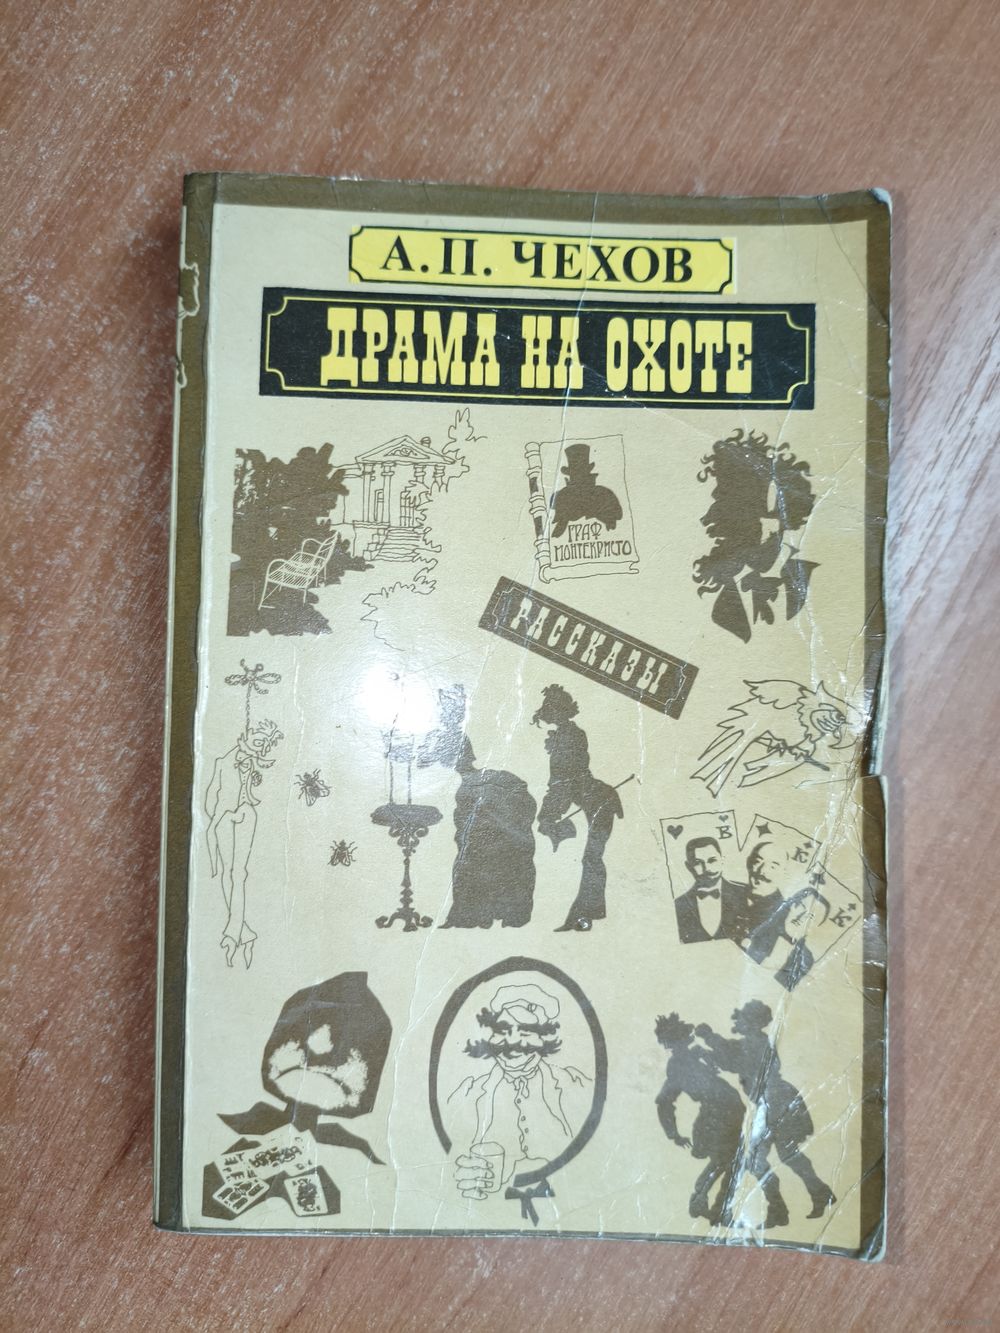 А.П. ЧЕХОВ
ДРАМА НА ОХОТЕ
ГРАФ
МОНТЕКРИСТО
РАССКАЗЫ
В
К
К